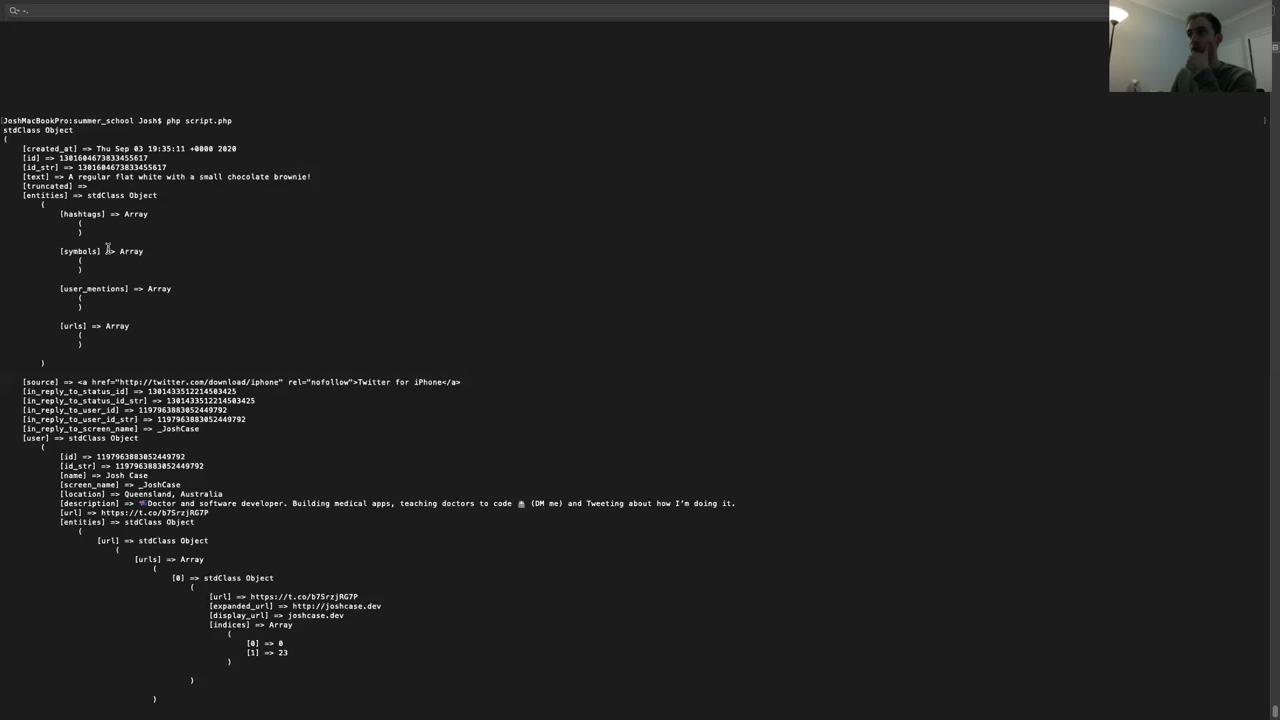 JoshMacBookPro:summer_school Josh$ php script.php
stdClass Object
(
[created_at] => Thu Sep 03 19:35:11 +0000 2020
[id] => 1301604673833455617
[id_str] => 1301604673833455617
[text] => A regular flat white with a small chocolate brownie!
[truncated] =>
[entities] => stdClass Object
(
[hashtags] => Array
(
)
[symbols] => Array
(
)
[user_mentions] => Array
(
)
[urls] => Array
(
)
)
[source] => <a href="http://twitter.com/download/iphone" rel="nofollow">Twitter for iPhone</a>
[in_reply_to_status_id] => 1301433512214503425
[in_reply_to_status_id_str] => 1301433512214503425
[in_reply_to_user_id] => 1197963883052449792
[in_reply_to_user_id_str] => 1197963883052449792
[in_reply_to_screen_name] => _JoshCase
[user] => stdClass Object
(
[id] => 1197963883052449792
[id_str] => 1197963883052449792
[name] => Josh Case
[screen_name] => _JoshCase
[location] => Queensland, Australia
[description] => Doctor and software developer. Building medical apps, teaching doctors to code (DM me) and Tweeting about how I’m doing it.
[url] => https://t.co/b7SrzjRG7P
[entities] => stdClass Object
(
[url] => stdClass Object
(
[urls] => Array
(
[0] => stdClass Object
(
[url] => https://t.co/b7SrzjRG7P
[expanded_url] => http://joshcase.dev
[display_url] => joshcase.dev
[indices] => Array
(
[0] => 0
[1] => 23
)
)
)